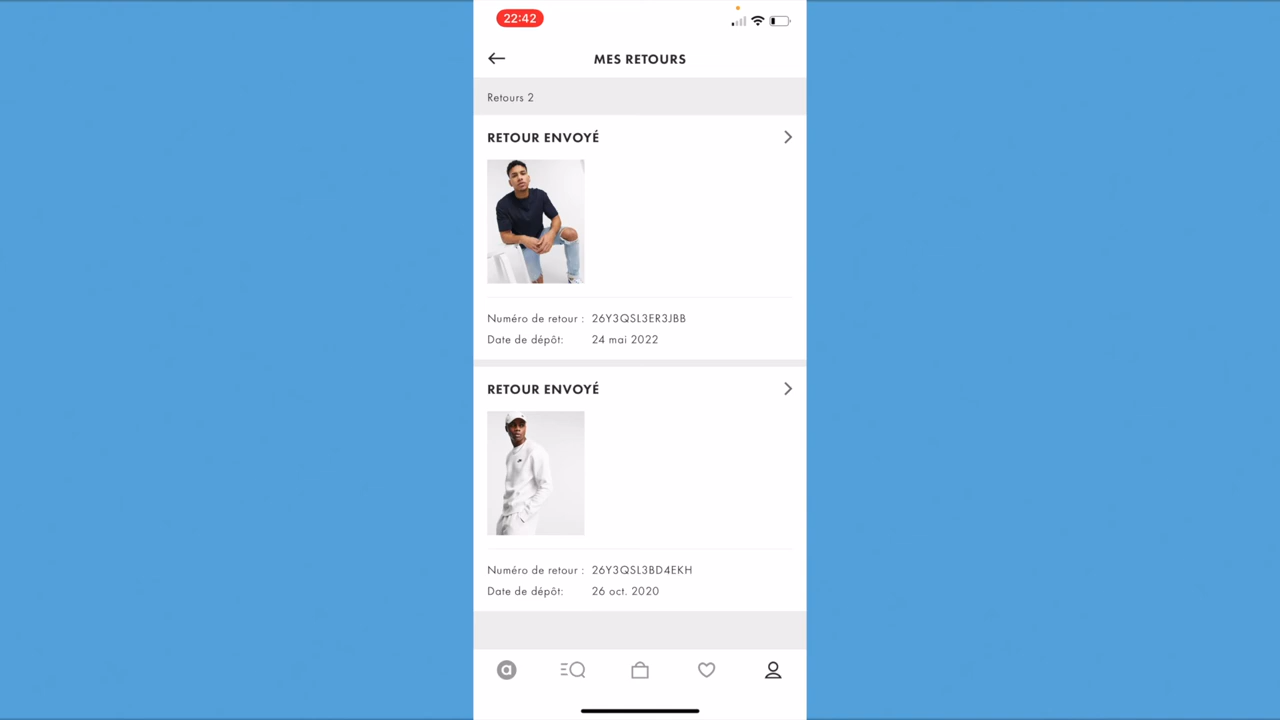 22:42
MES RETOURS
Retours 2
RETOUR ENVOYÉ
Numéro de retour : 26Y3QSL3ER3JBB
Date de dépôt: 24 mai 2022
RETOUR ENVOYÉ
Numéro de retour : 26Y3QSL3BD4EKH
Date de dépôt: 26 oct. 2020
a